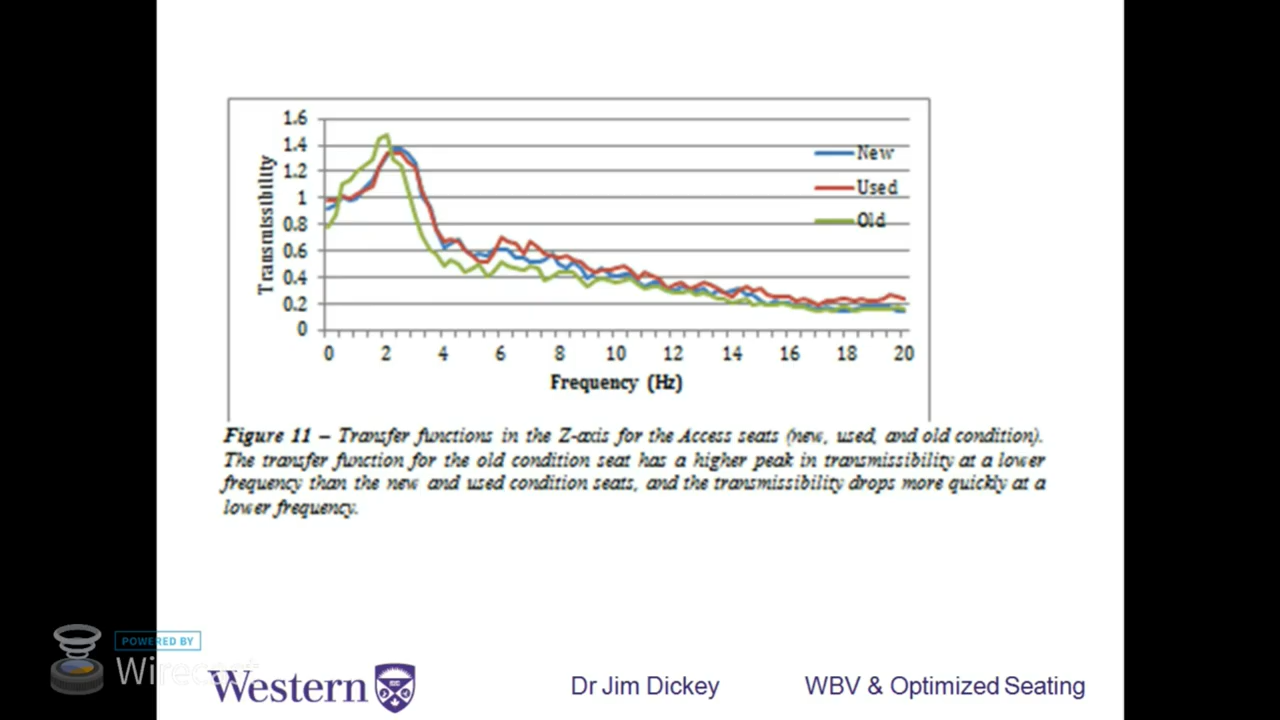 1.6
1.4
1.2
1
0.8
0.6
0.4
0.2
0
Transmissibility
New
Used
Old
0 2 4 6 8 10 12 14 16 18 20
Frequency (Hz)
Figure 11 – Transfer functions in the Z-axis for the Access seats (new, used, and old condition).
The transfer function for the old condition seat has a higher peak in transmissibility at a lower
frequency than the new and used condition seats, and the transmissibility drops more quickly at a
lower frequency.
POWERED BY
Wirecast
Western
Dr Jim Dickey
WBV & Optimized Seating